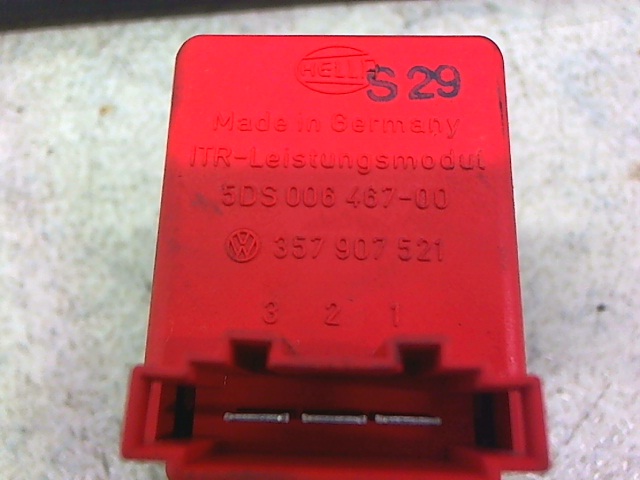 HELLA
S 29
Made in Germany
ITR-Leistungsmodul
5DS 006 467-00
VW 357 907 521
3 2 1